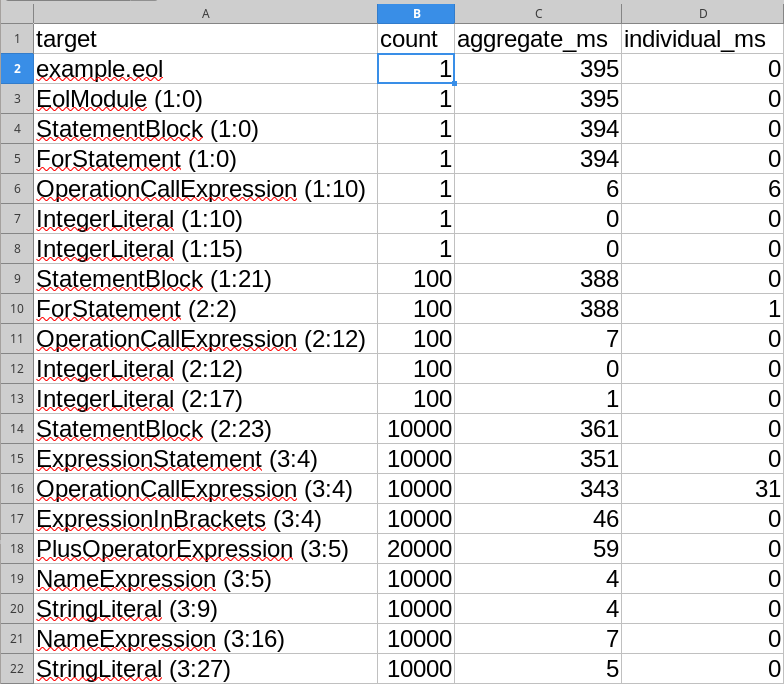 A B C D
1 target count aggregate_ms individual_ms
2 example.eol 1 395 0
3 EolModule (1:0) 1 395 0
4 StatementBlock (1:0) 1 394 0
5 ForStatement (1:0) 1 394 0
6 OperationCallExpression (1:10) 1 6 6
7 IntegerLiteral (1:10) 1 0 0
8 IntegerLiteral (1:15) 1 0 0
9 StatementBlock (1:21) 100 388 0
10 ForStatement (2:2) 100 388 1
11 OperationCallExpression (2:12) 100 7 0
12 IntegerLiteral (2:12) 100 0 0
13 IntegerLiteral (2:17) 100 1 0
14 StatementBlock (2:23) 10000 361 0
15 ExpressionStatement (3:4) 10000 351 0
16 OperationCallExpression (3:4) 10000 343 31
17 ExpressionInBrackets (3:4) 10000 46 0
18 PlusOperatorExpression (3:5) 20000 59 0
19 NameExpression (3:5) 10000 4 0
20 StringLiteral (3:9) 10000 4 0
21 NameExpression (3:16) 10000 7 0
22 StringLiteral (3:27) 10000 5 0